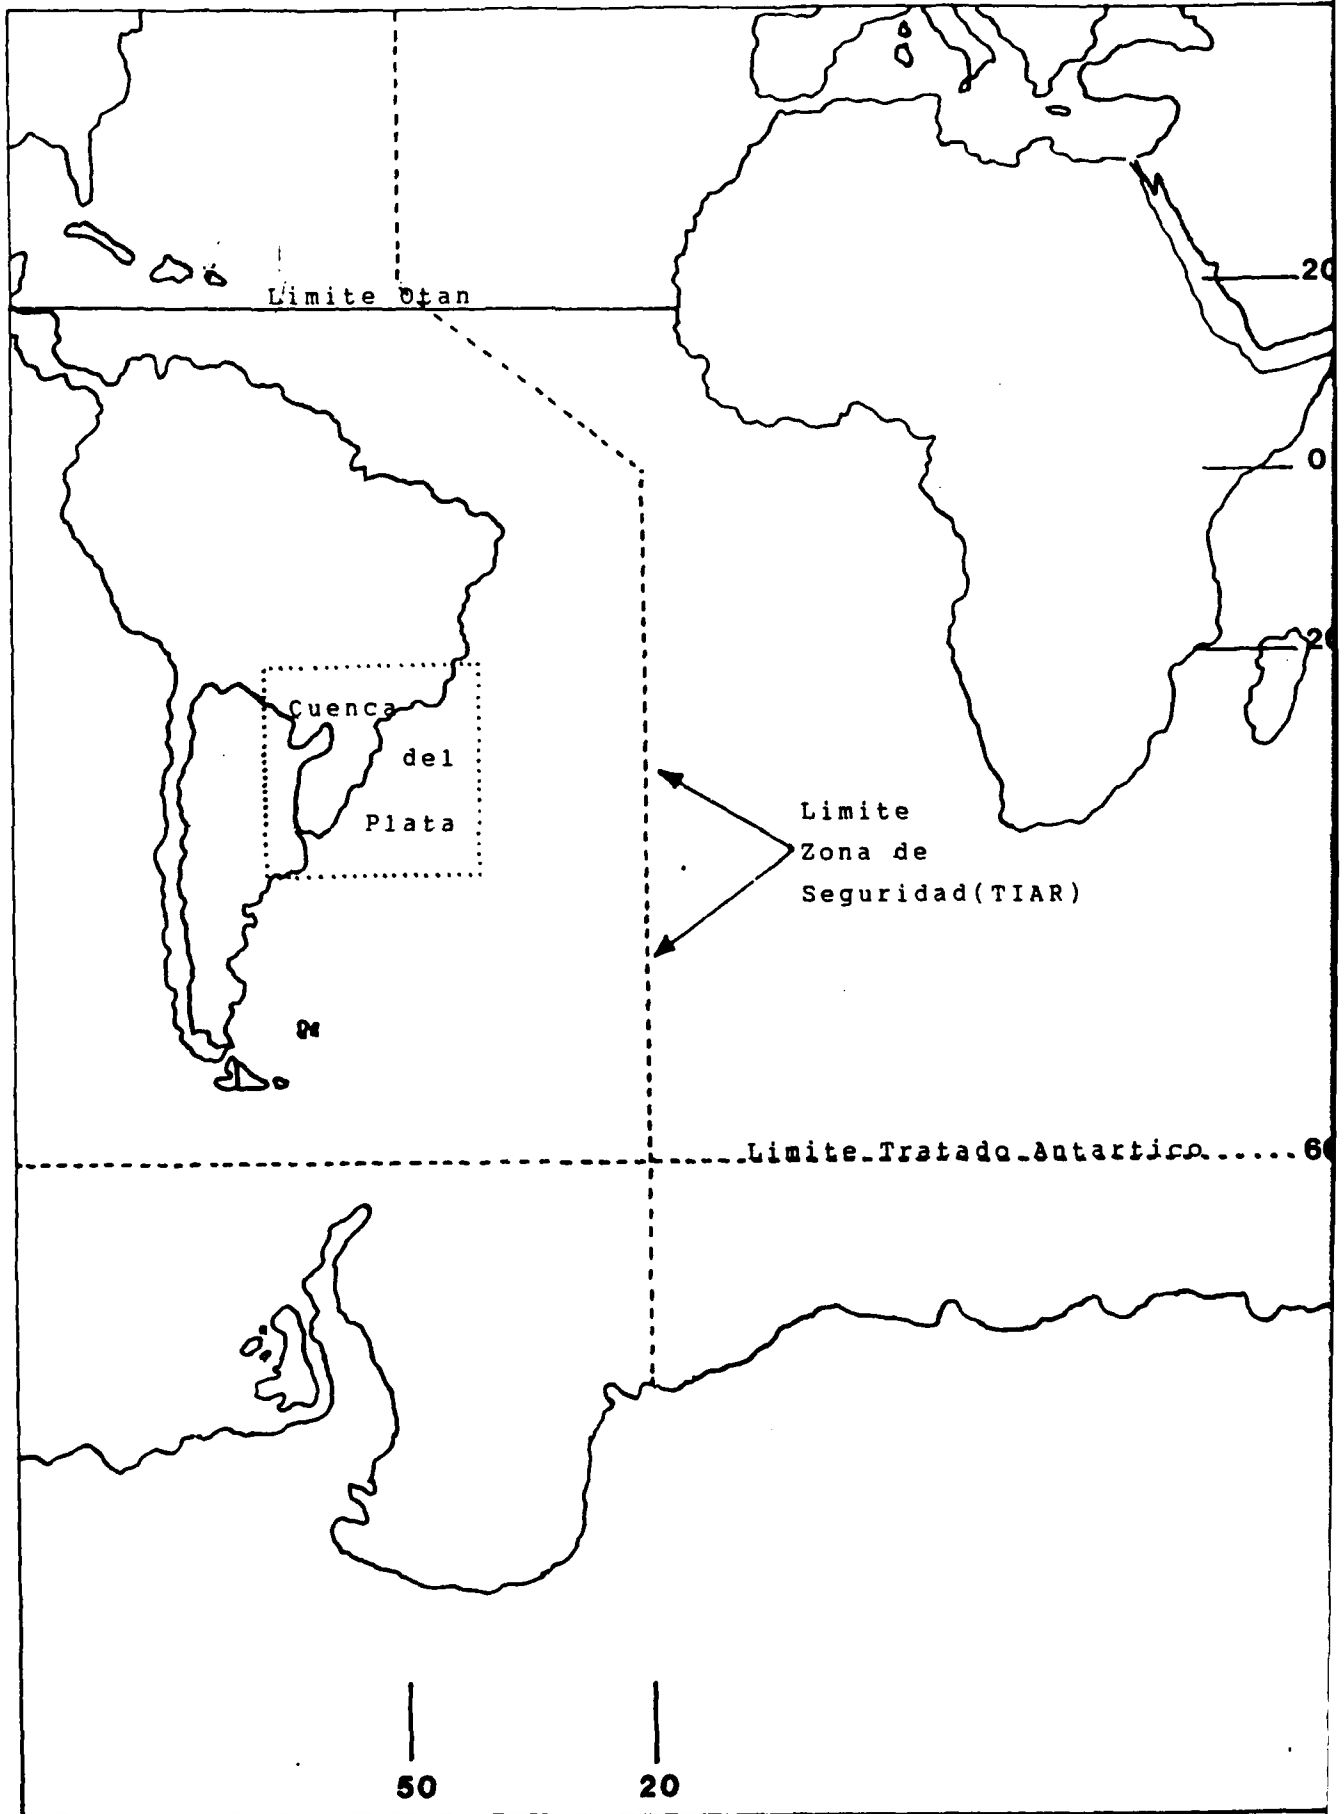 Limite Otan
20
0
20
Cuenca
del
Plata
Limite
Zona de
Seguridad(TIAR)
Limite Tratado Antartico
60
50
20